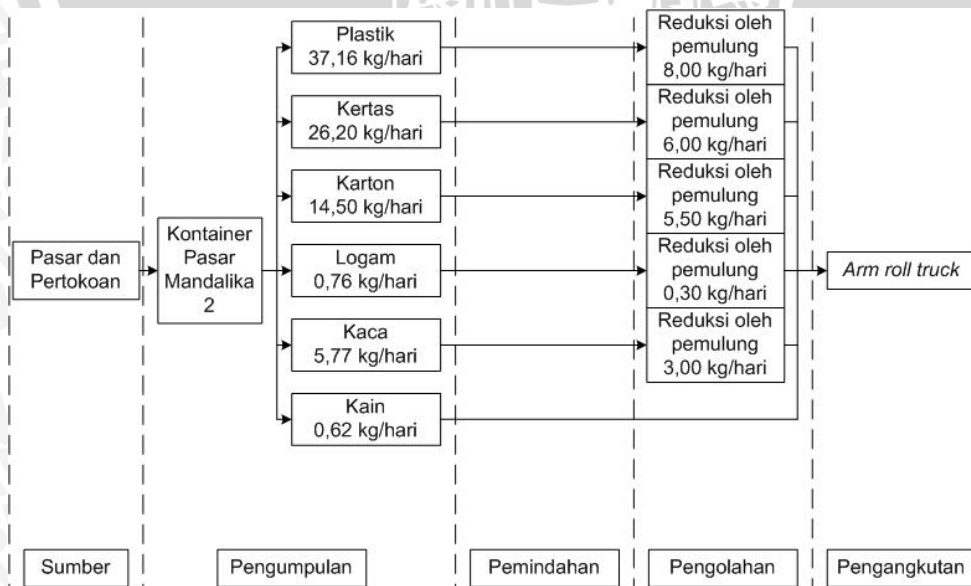 Pasar dan
Pertokoan
Kontainer
Pasar
Mandalika
2
Plastik
37,16 kg/hari
Kertas
26,20 kg/hari
Karton
14,50 kg/hari
Logam
0,76 kg/hari
Kaca
5,77 kg/hari
Kain
0,62 kg/hari
Reduksi oleh
pemulung
8,00 kg/hari
Reduksi oleh
pemulung
6,00 kg/hari
Reduksi oleh
pemulung
5,50 kg/hari
Reduksi oleh
pemulung
0,30 kg/hari
Reduksi oleh
pemulung
3,00 kg/hari
Arm roll truck
Sumber
Pengumpulan
Pemindahan
Pengolahan
Pengangkutan